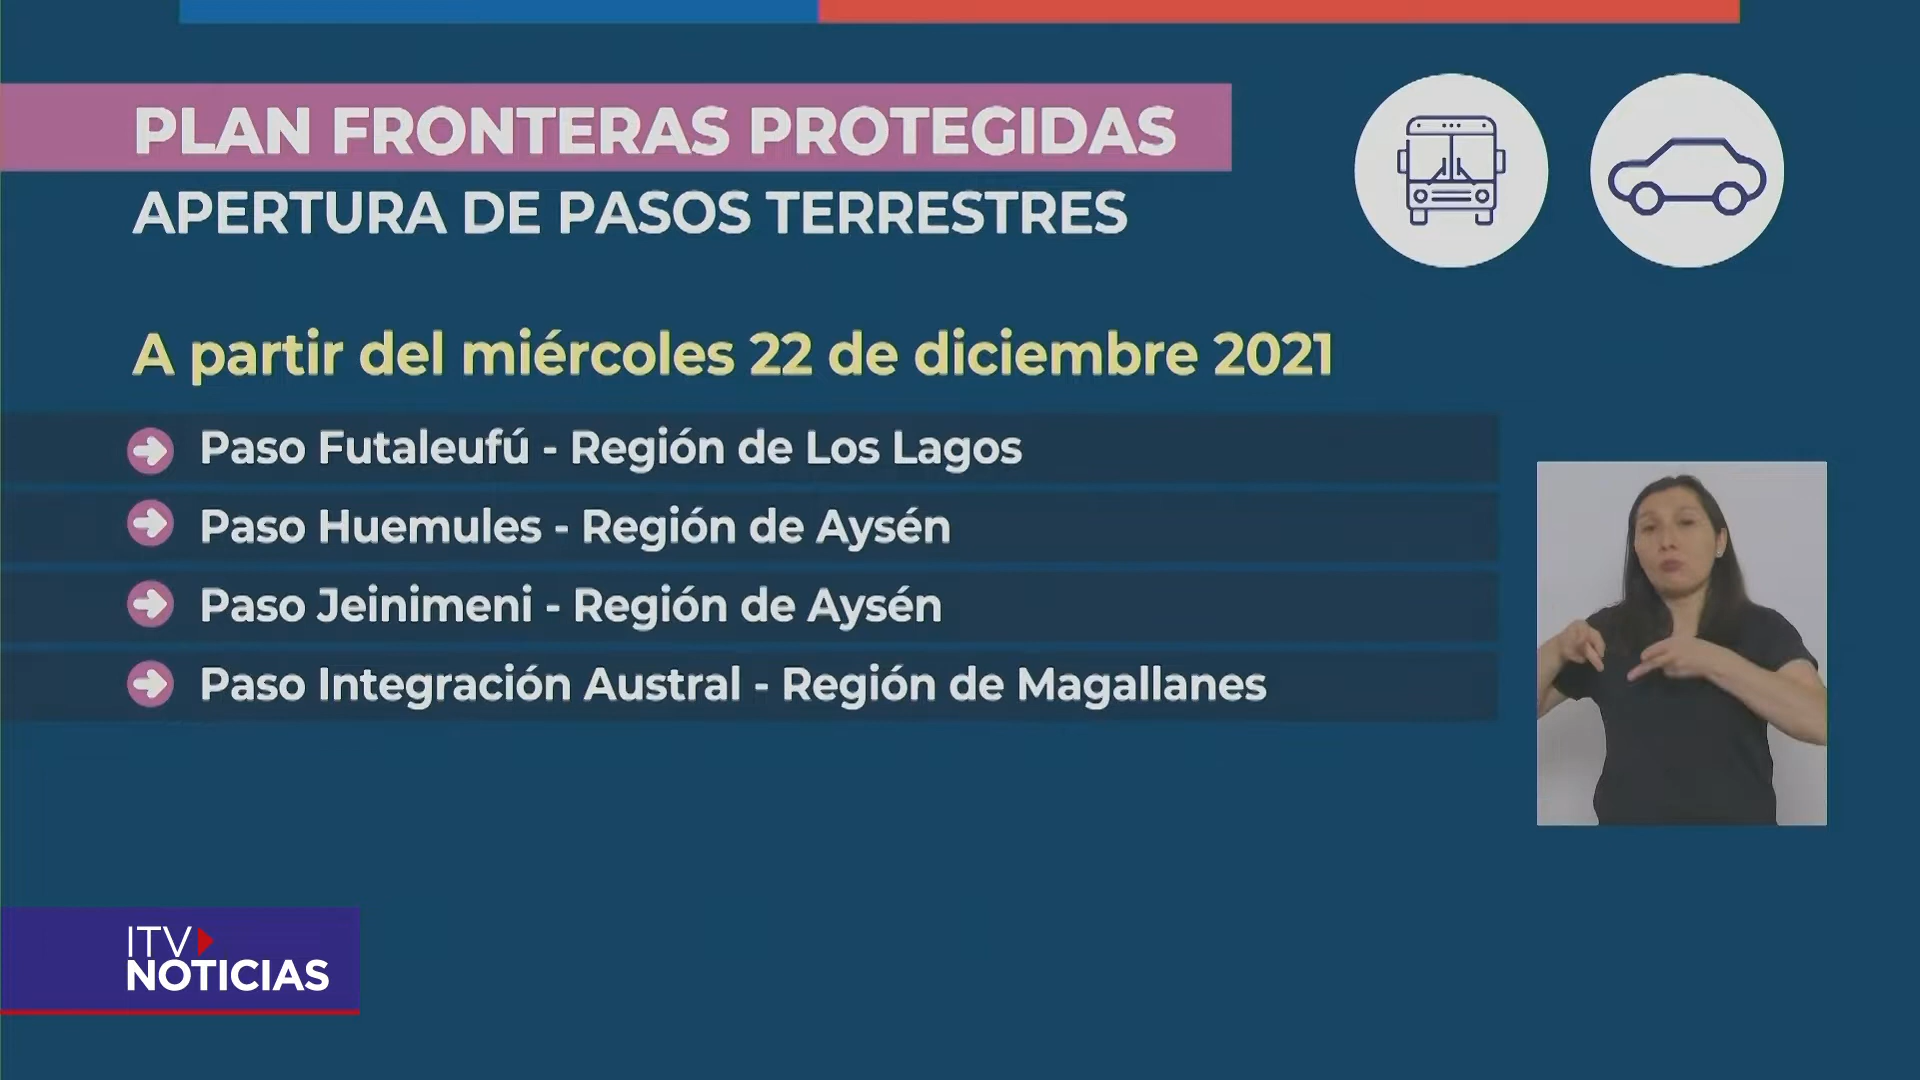 PLAN FRONTERAS PROTEGIDAS
APERTURA DE PASOS TERRESTRES
A partir del miércoles 22 de diciembre 2021
Paso Futaleufú - Región de Los Lagos
Paso Huemules - Región de Aysén
Paso Jeinimeni - Región de Aysén
Paso Integración Austral - Región de Magallanes
ITV
NOTICIAS